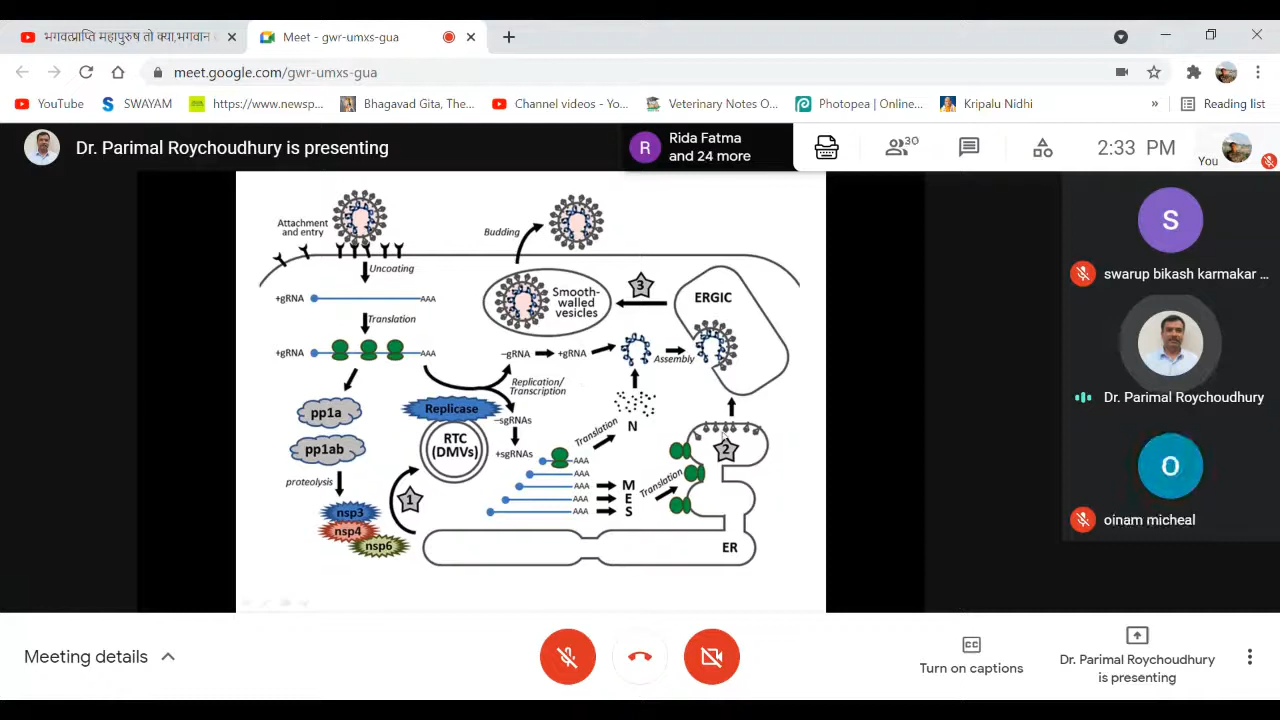 भगवत्प्राप्ति महापुरुष तो क्या,भगवान
Meet - gwr-umxs-gua
meet.google.com/gwr-umxs-gua
YouTube
SWAYAM
https://www.newsp...
Bhagavad Gita, The...
Channel videos - Yo...
Veterinary Notes O...
Photopea | Online...
Kripalu Nidhi
»
Reading list
Dr. Parimal Roychoudhury is presenting
R
Rida Fatma
and 24 more
30
2:33 PM
You
Attachment
and entry
Budding
Uncoating
+gRNA
AAA
Smooth-
walled
vesicles
3
ERGIC
Translation
+gRNA
AAA
−gRNA
+gRNA
Assembly
Replication/
Transcription
pp1a
Replicase
−sgRNAs
N
Translation
pp1ab
RTC
(DMVs)
+sgRNAs
AAA
AAA
AAA
AAA
AAA
M
E
S
Translation
2
proteolysis
1
nsp3
nsp4
nsp6
ER
S
swarup bikash karmakar ...
Dr. Parimal Roychoudhury
O
oinam micheal
Meeting details
CC
Turn on captions
Dr. Parimal Roychoudhury
is presenting